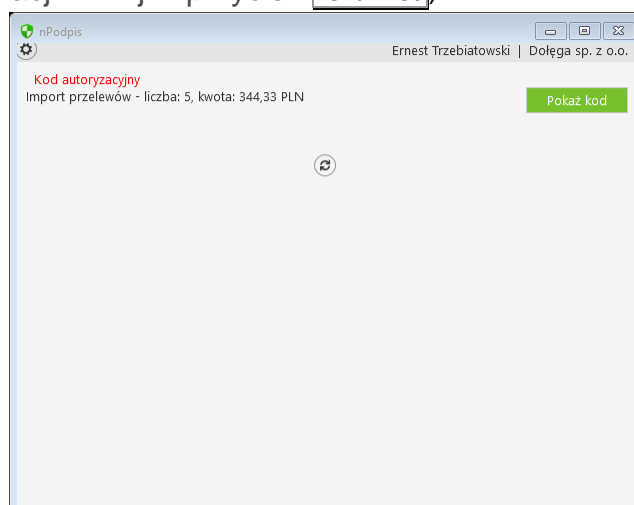 nPodpis
Ernest Trzebiatowski | Dołęga sp. z o.o.
Kod autoryzacyjny
Import przelewów - liczba: 5, kwota: 344,33 PLN
Pokaż kod